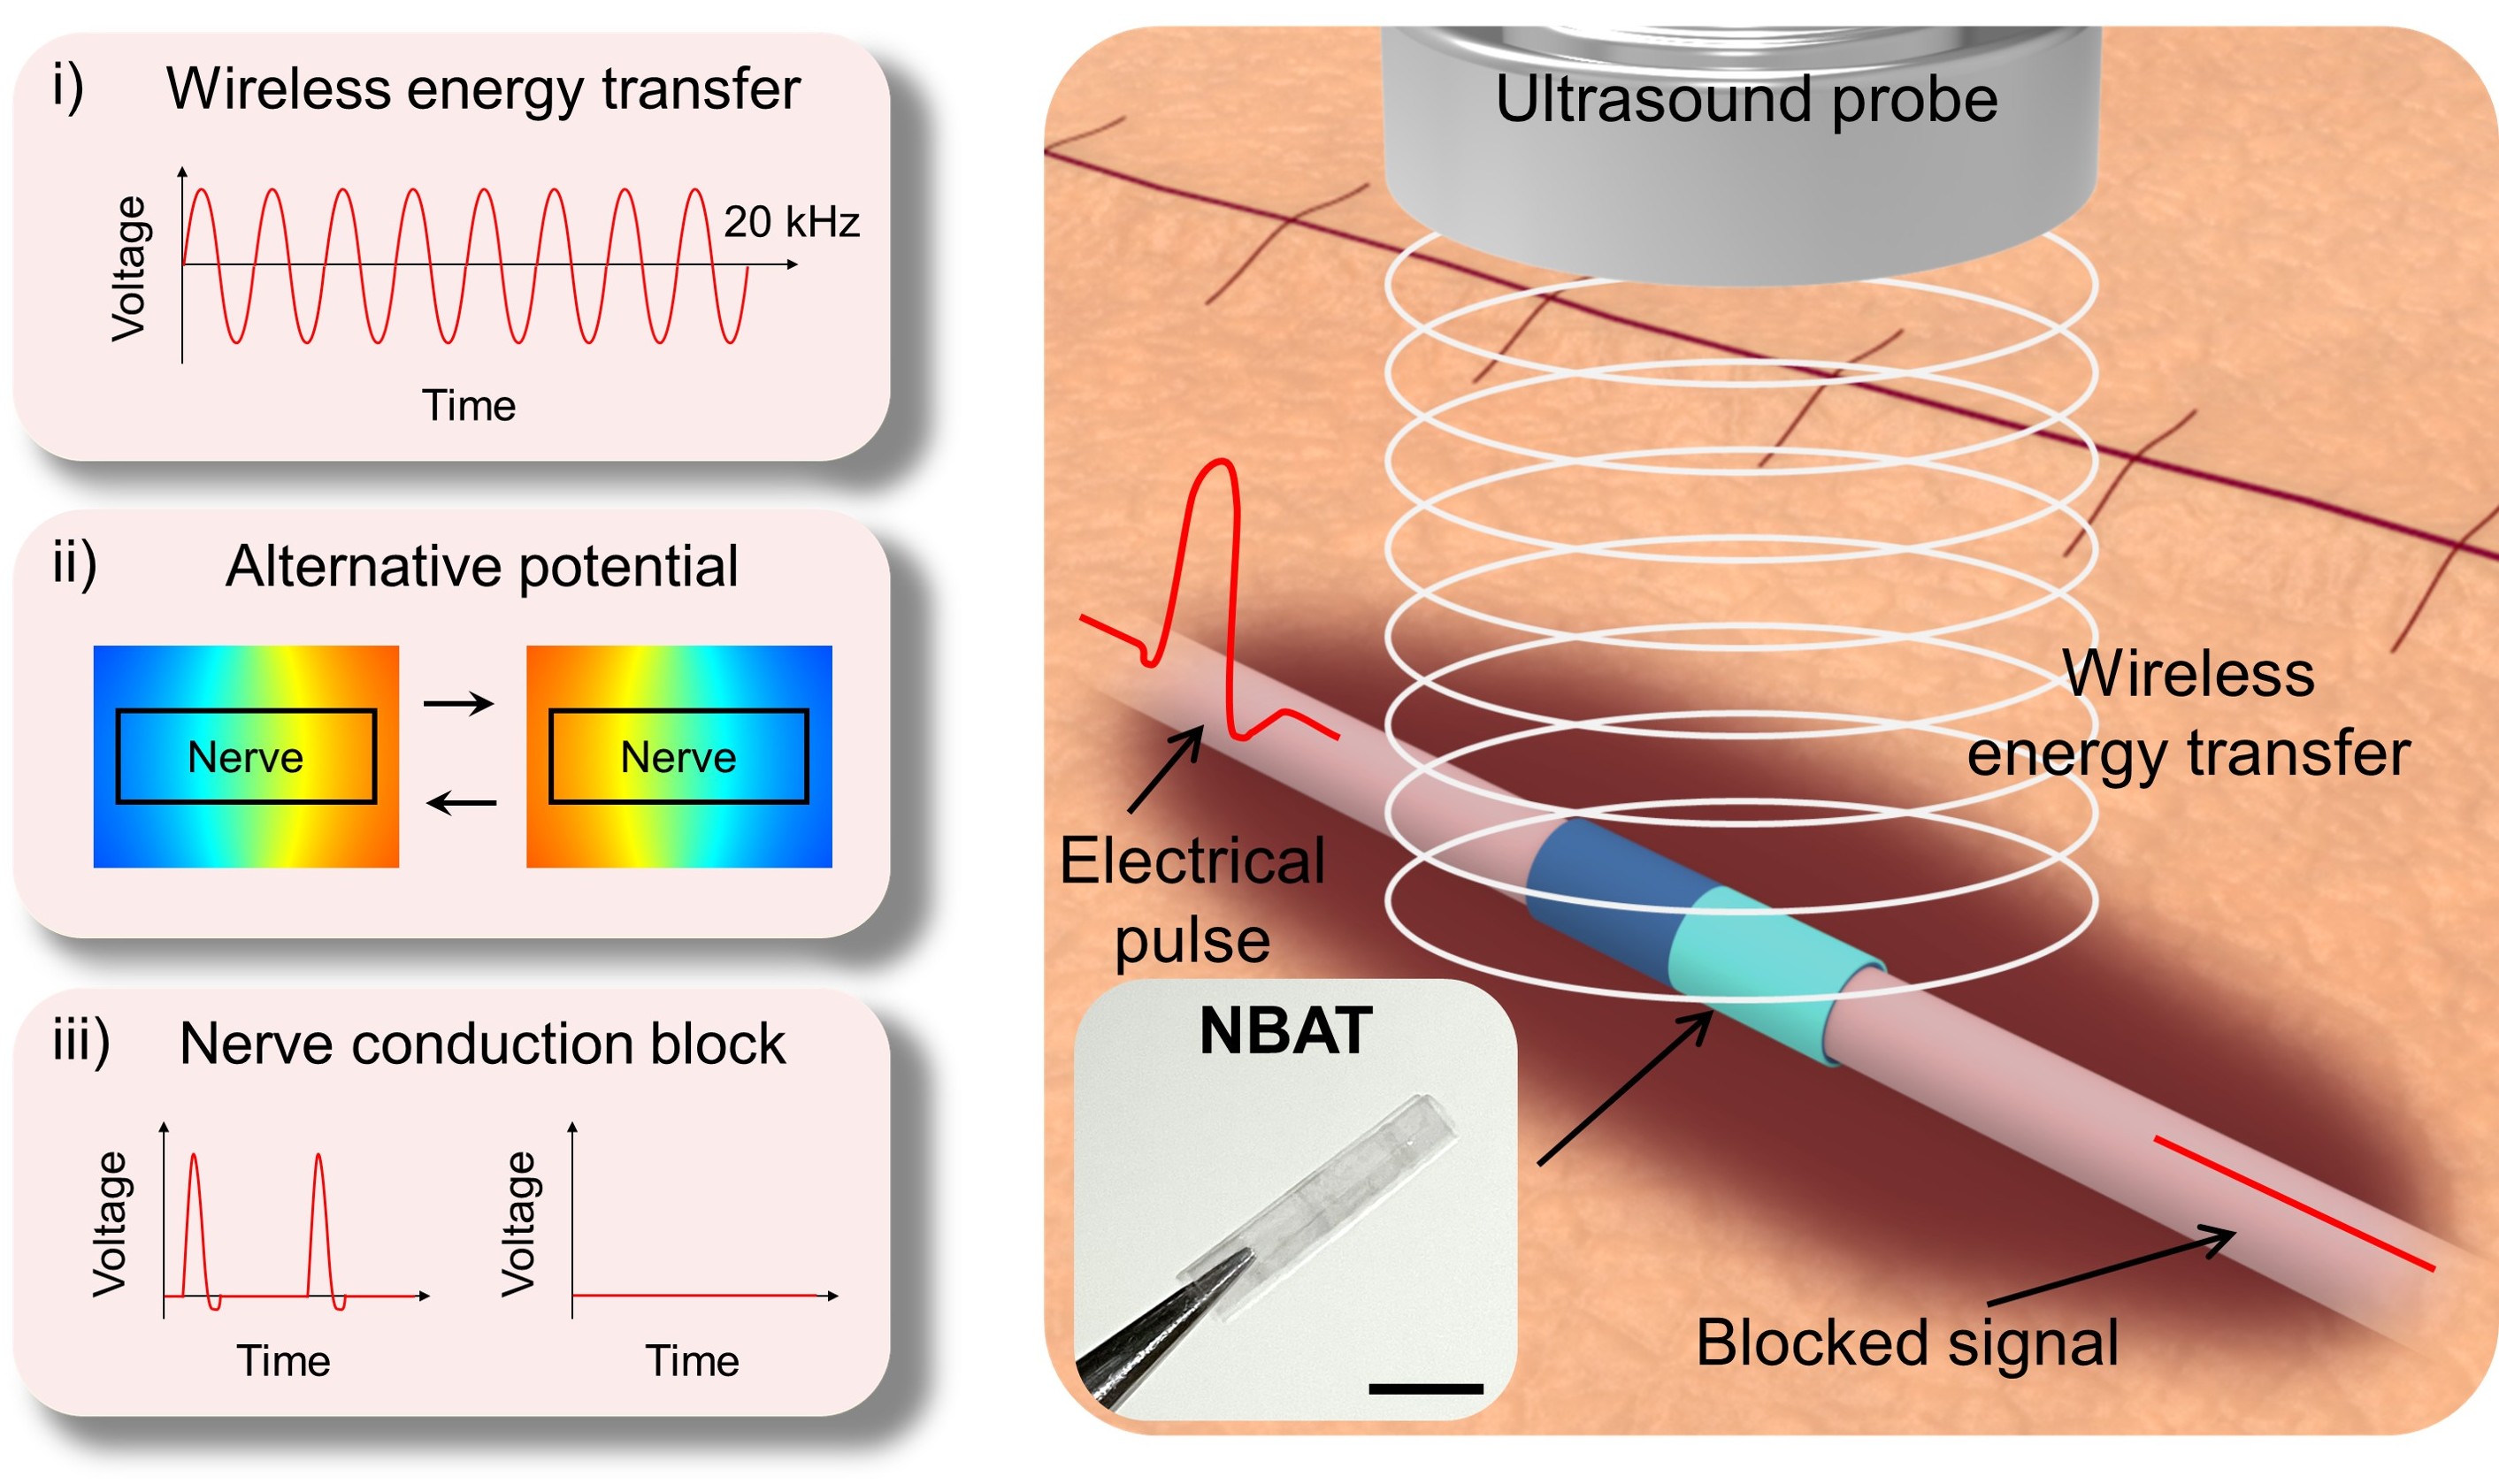 i) Wireless energy transfer
Voltage
20 kHz
Time
ii) Alternative potential
Nerve
Nerve
iii) Nerve conduction block
Voltage
Time
Voltage
Time
Ultrasound probe
Wireless
energy transfer
Electrical
pulse
NBAT
Blocked signal